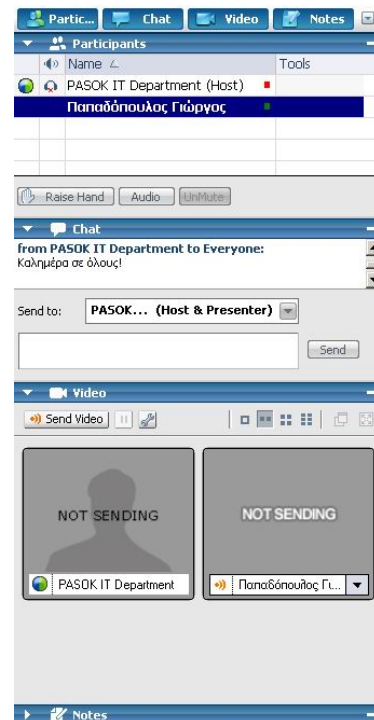 Partic... Chat Video Notes
Participants
Name Tools
PASOK IT Department (Host)
Παπαδόπουλος Γιώργος
Raise Hand Audio UnMute
Chat
from PASOK IT Department to Everyone:
Καλημέρα σε όλους!
Send to: PASOK... (Host & Presenter)
Send
Video
Send Video
NOT SENDING NOT SENDING
PASOK IT Department Παπαδόπουλος Γι...
Notes